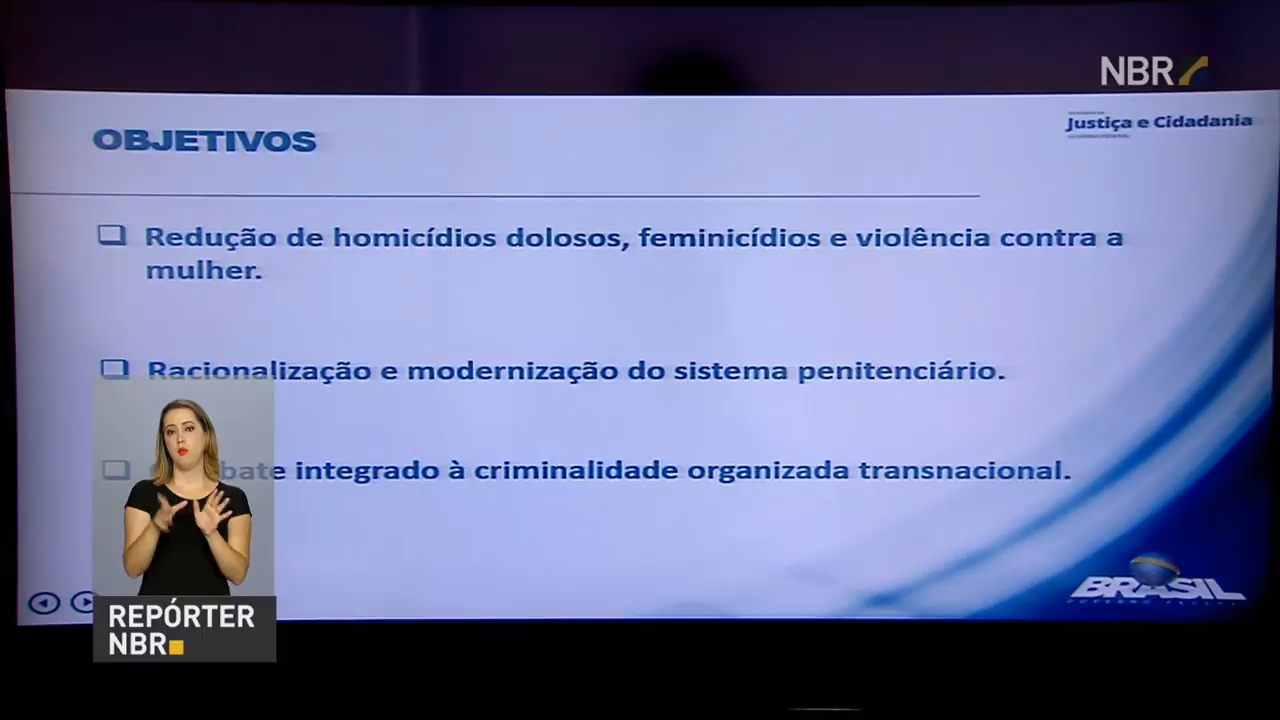 NBR
Justiça e Cidadania
OBJETIVOS
Redução de homicídios dolosos, feminicídios e violência contra a
mulher.
Racionalização e modernização do sistema penitenciário.
bate integrado à criminalidade organizada transnacional.
BRASIL
REPÓRTER
NBR